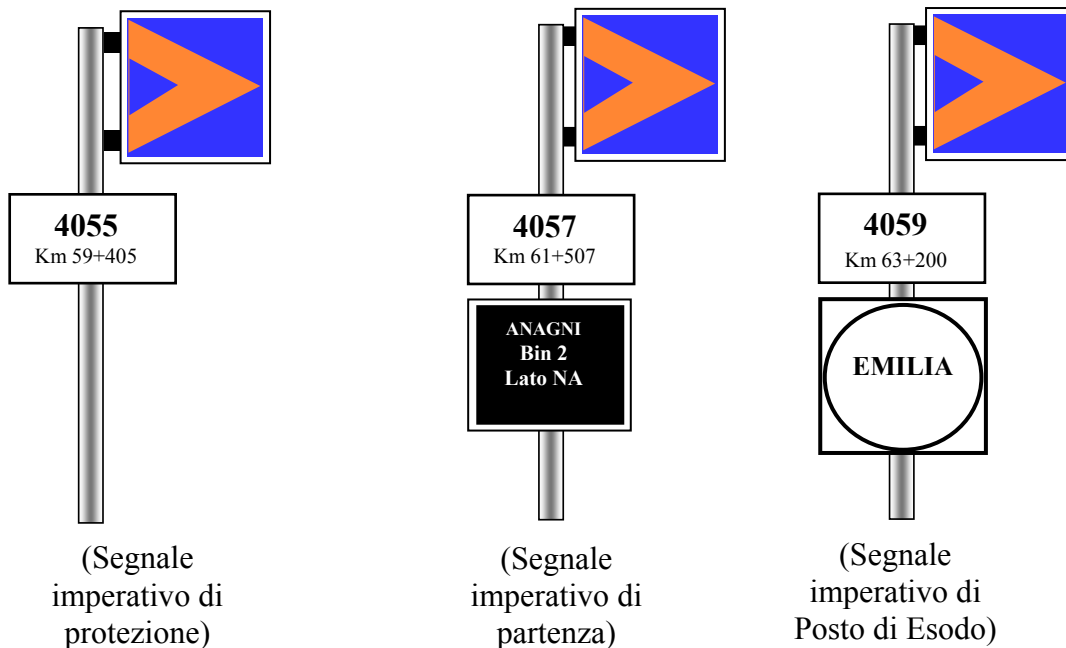 4055
Km 59+405
(Segnale
imperativo di
protezione)
4057
Km 61+507
ANAGNI
Bin 2
Lato NA
(Segnale
imperativo di
partenza)
4059
Km 63+200
EMILIA
(Segnale
imperativo di
Posto di Esodo)